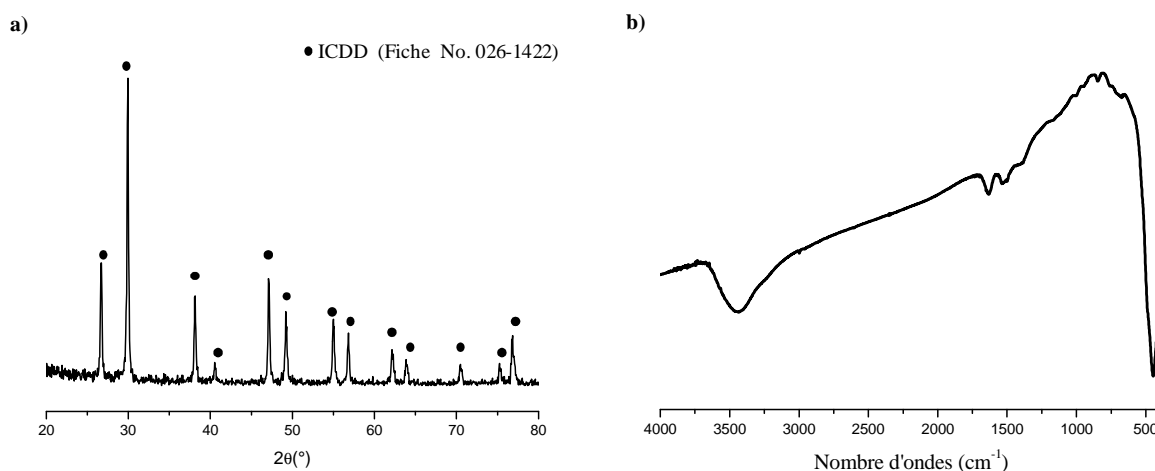 a)
● ICDD (Fiche No. 026-1422)
20 30 40 50 60 70 80
2θ(°)
b)
4000 3500 3000 2500 2000 1500 1000 500
Nombre d'ondes (cm-1)